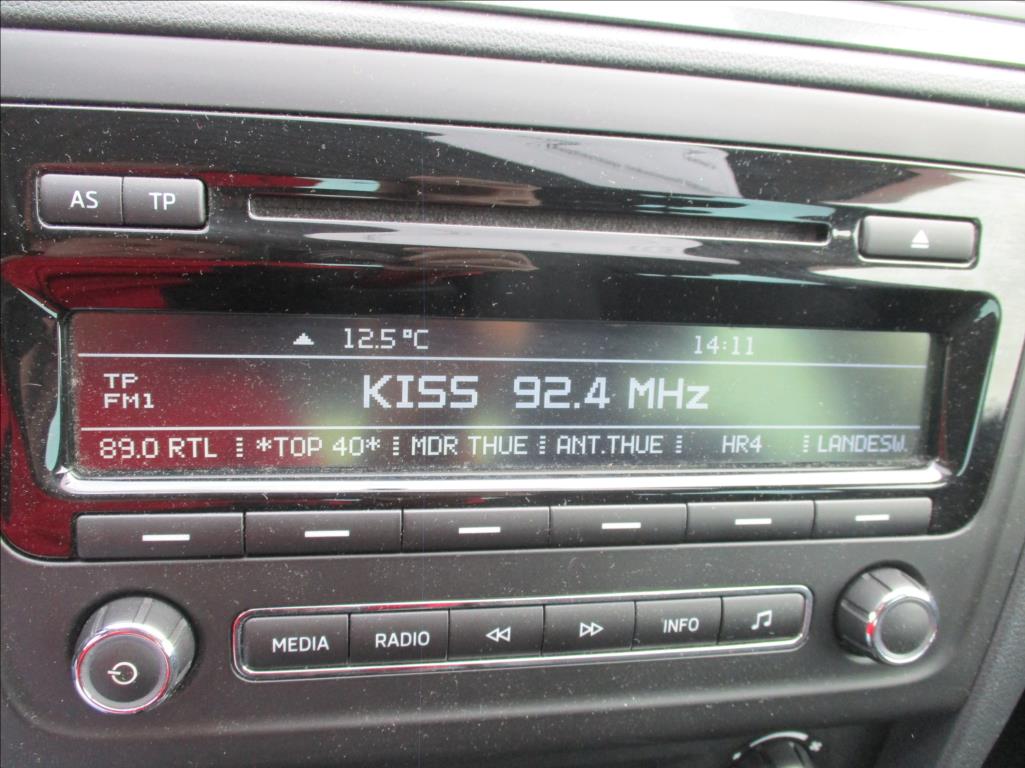 AS TP
12.5°C 14:11
TP
FM1
KISS 92.4 MHz
89.0 RTL *TOP 40* MDR THUE ANT.THUE HR4 LANDESW.
MEDIA RADIO INFO